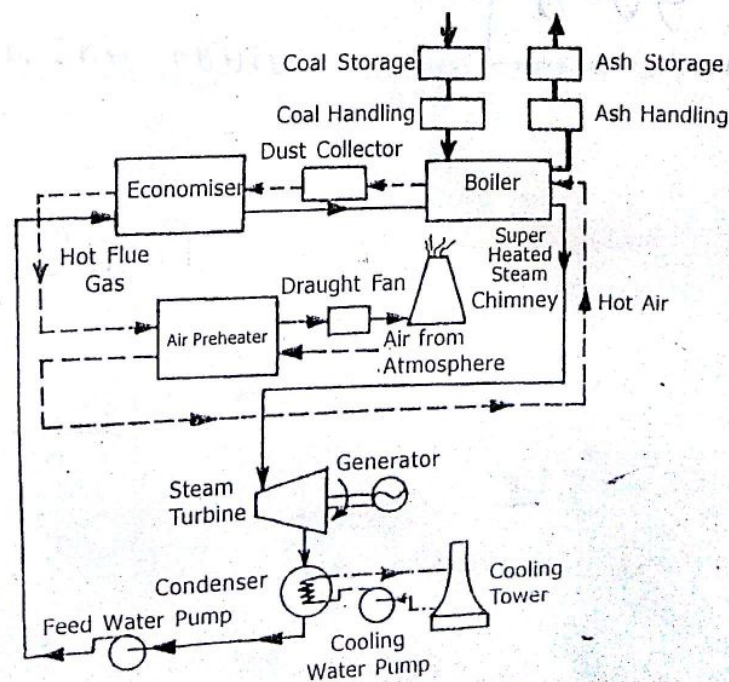 Coal Storage
Ash Storage
Coal Handling
Ash Handling
Dust Collector
Economiser
Boiler
Super
Heated
Steam
Hot Flue
Gas
Draught Fan
Chimney
Hot Air
Air Preheater
Air from
Atmosphere
Generator
Steam
Turbine
Condenser
Cooling
Tower
Feed Water Pump
Cooling
Water Pump